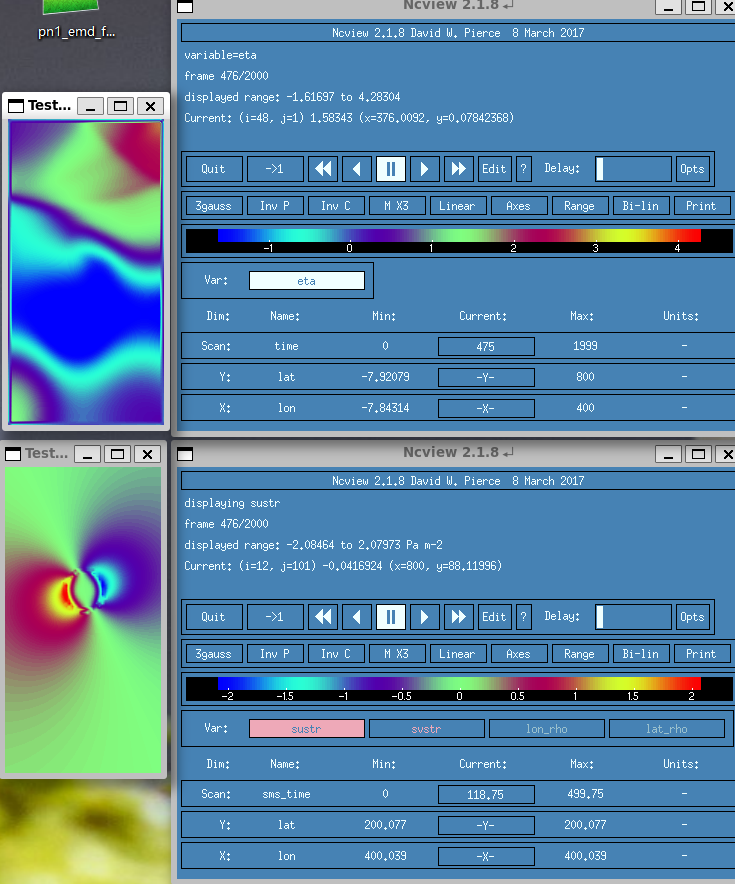 pn1_emd_f...
Ncview 2.1.8
Ncview 2.1.8 David W. Pierce  8 March 2017
variable=eta
frame 476/2000
displayed range: -1.61697 to 4.28304
Current: (i=48, j=1) 1.58343 (x=376.0092, y=0.07842368)
Test...
Quit ->1 Edit ? Delay: Opts
3gauss Inv P Inv C M X3 Linear Axes Range Bi-lin Print
-1 0 1 2 3 4
Var: eta
Dim: Name: Min: Current: Max: Units:
Scan: time 0 475 1999 -
Y: lat -7.92079 -Y- 800 -
X: lon -7.84314 -X- 400 -
Test...
Ncview 2.1.8
Ncview 2.1.8 David W. Pierce  8 March 2017
displaying sustr
frame 476/2000
displayed range: -2.08464 to 2.07973 Pa m-2
Current: (i=12, j=101) -0.0416924 (x=800, y=88.11996)
Quit ->1 Edit ? Delay: Opts
3gauss Inv P Inv C M X3 Linear Axes Range Bi-lin Print
-2 -1.5 -1 -0.5 0 0.5 1 1.5 2
Var: sustr svstr lon_rho lat_rho
Dim: Name: Min: Current: Max: Units:
Scan: sms_time 0 118.75 499.75 -
Y: lat 200.077 -Y- 200.077 -
X: lon 400.039 -X- 400.039 -